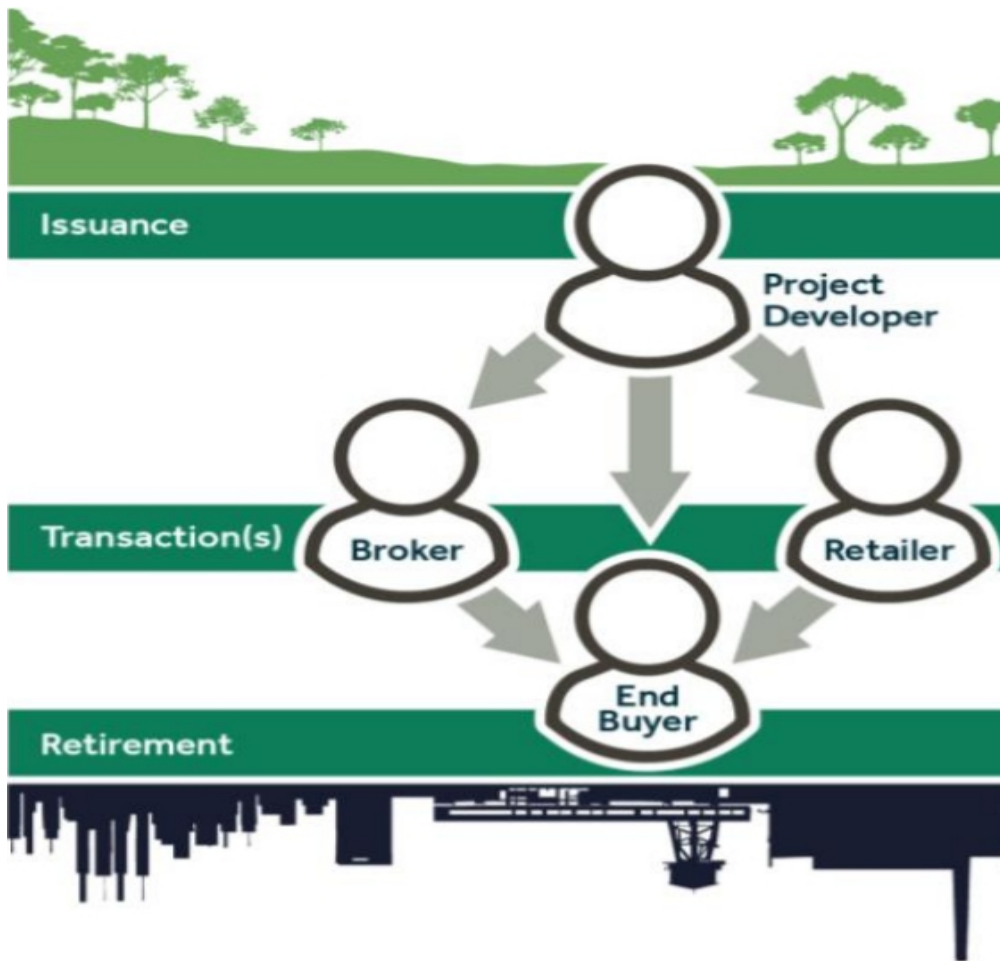 Issuance
Project
Developer
Transaction(s)
Broker
Retailer
End
Buyer
Retirement